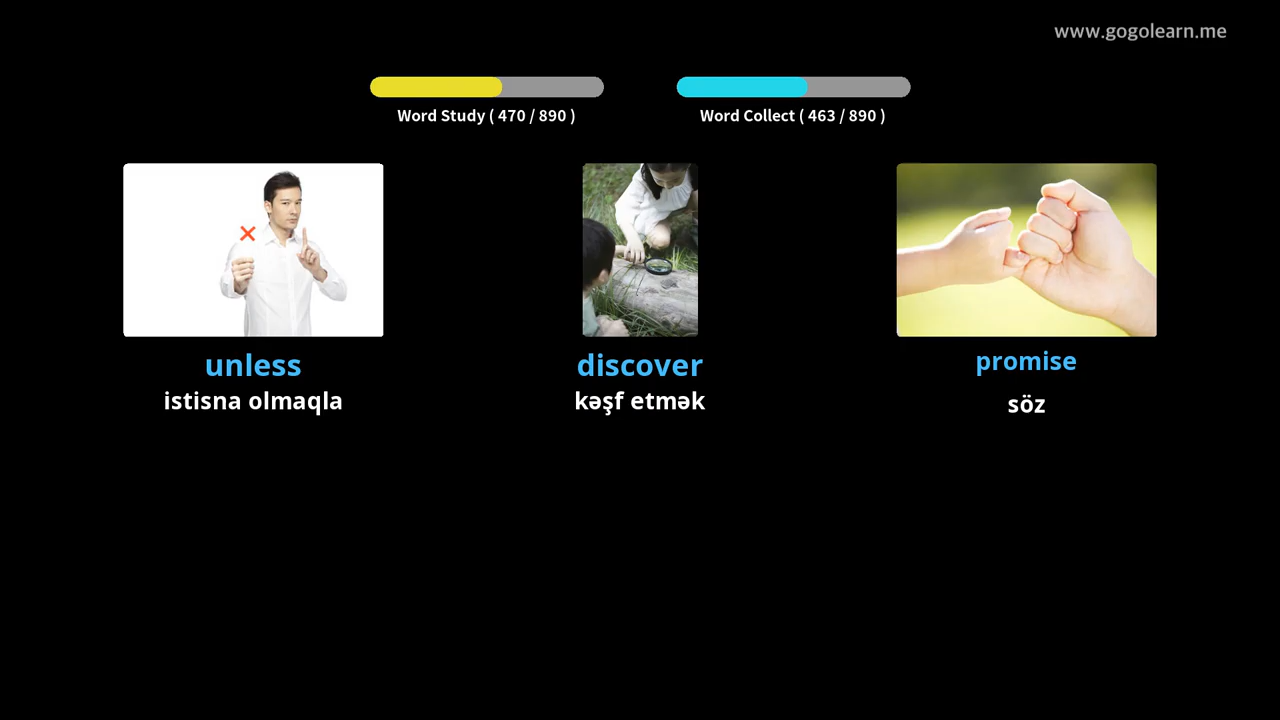 www.gogolearn.me
Word Study ( 470 / 890 )
Word Collect ( 463 / 890 )
unless
istisna olmaqla
discover
kəşf etmək
promise
söz